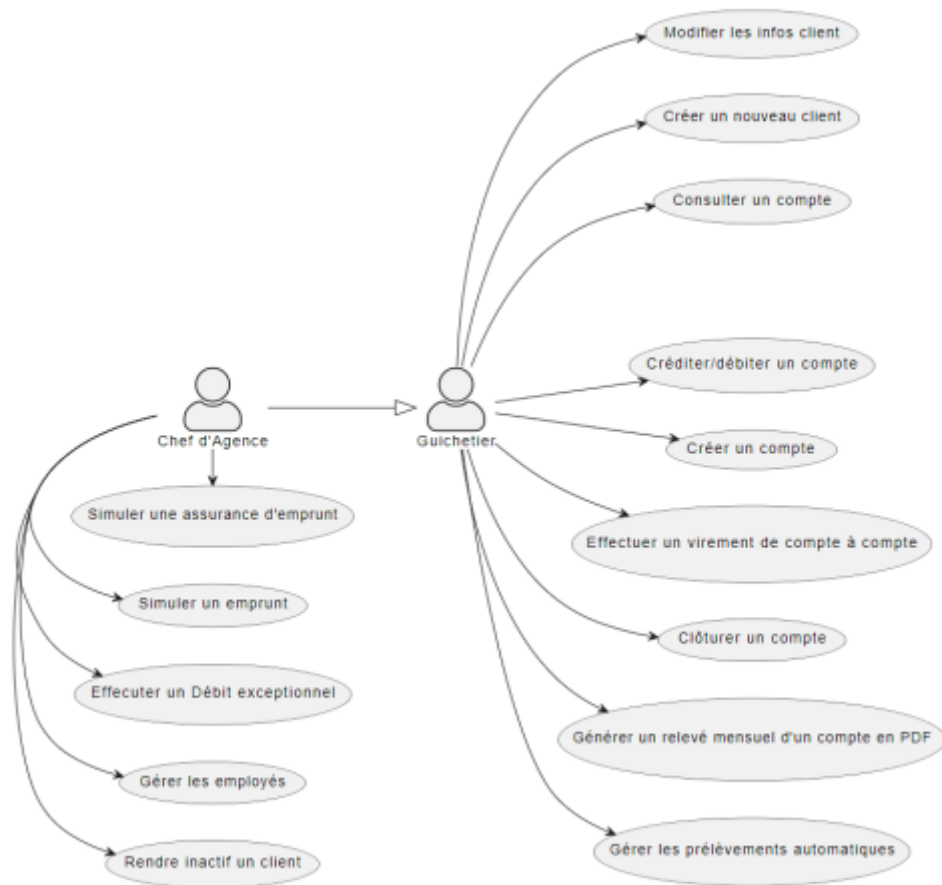 Modifier les infos client
Créer un nouveau client
Consulter un compte
Créditer/débiter un compte
Chef d'Agence
Guichetier
Créer un compte
Simuler une assurance d'emprunt
Effectuer un virement de compte à compte
Simuler un emprunt
Clôturer un compte
Effecuter un Débit exceptionnel
Générer un relevé mensuel d'un compte en PDF
Gérer les employés
Gérer les prélèvements automatiques
Rendre inactif un client